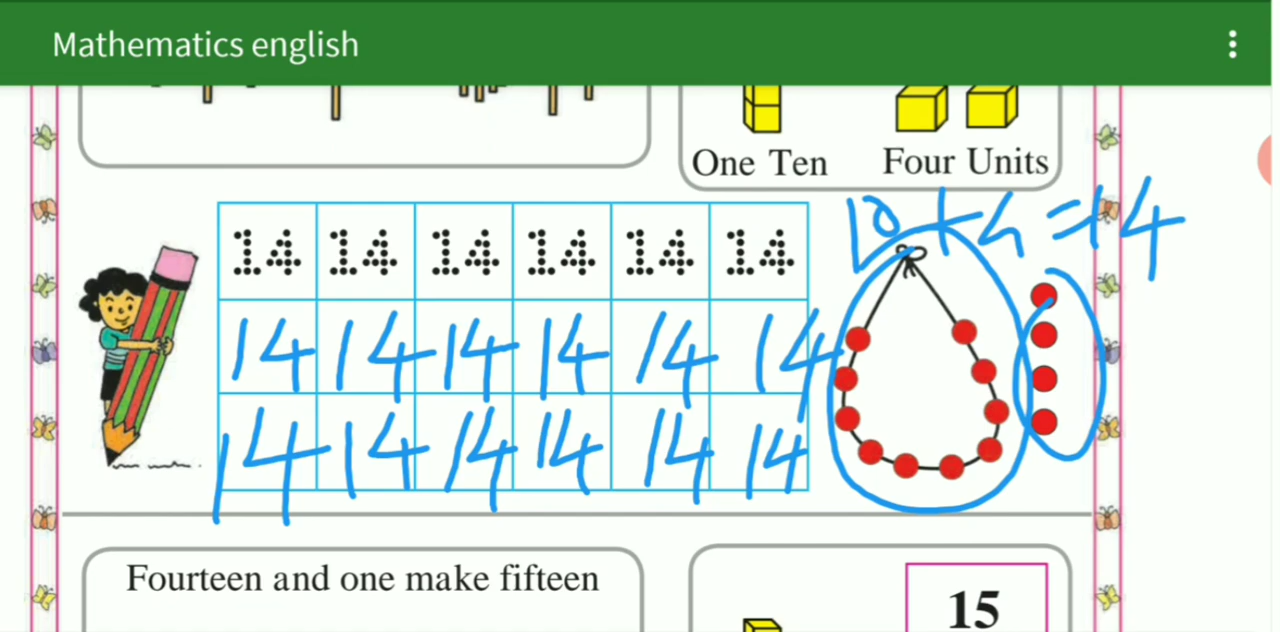 Mathematics english
One Ten Four Units
10+4=14
14 14 14 14 14 14
14 14 14 14 14 14
14 14 14 14 14 14
Fourteen and one make fifteen
15